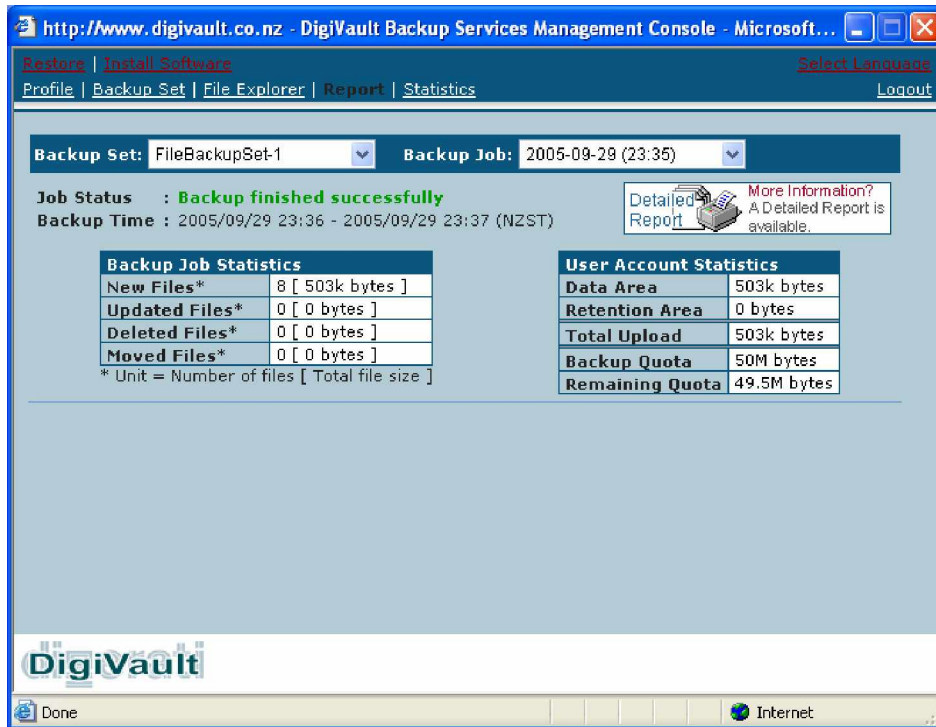 http://www.digivault.co.nz - DigiVault Backup Services Management Console - Microsoft...
Restore | Install Software Select Language
Profile | Backup Set | File Explorer | Report | Statistics Logout
Backup Set: FileBackupSet-1 Backup Job: 2005-09-29 (23:35)
Job Status : Backup finished successfully
Backup Time : 2005/09/29 23:36 - 2005/09/29 23:37 (NZST)
Detailed Report
More Information?
A Detailed Report is
available.
Backup Job Statistics
New Files* 8 [ 503k bytes ]
Updated Files* 0 [ 0 bytes ]
Deleted Files* 0 [ 0 bytes ]
Moved Files* 0 [ 0 bytes ]
* Unit = Number of files [ Total file size ]
User Account Statistics
Data Area 503k bytes
Retention Area 0 bytes
Total Upload 503k bytes
Backup Quota 50M bytes
Remaining Quota 49.5M bytes
DigiVault
Done Internet